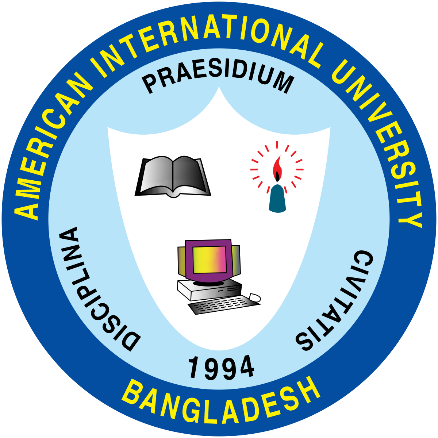 AMERICAN INTERNATIONAL UNIVERSITY
PRAESIDIUM
DISCIPLINA
CIVITATIS
1994
BANGLADESH